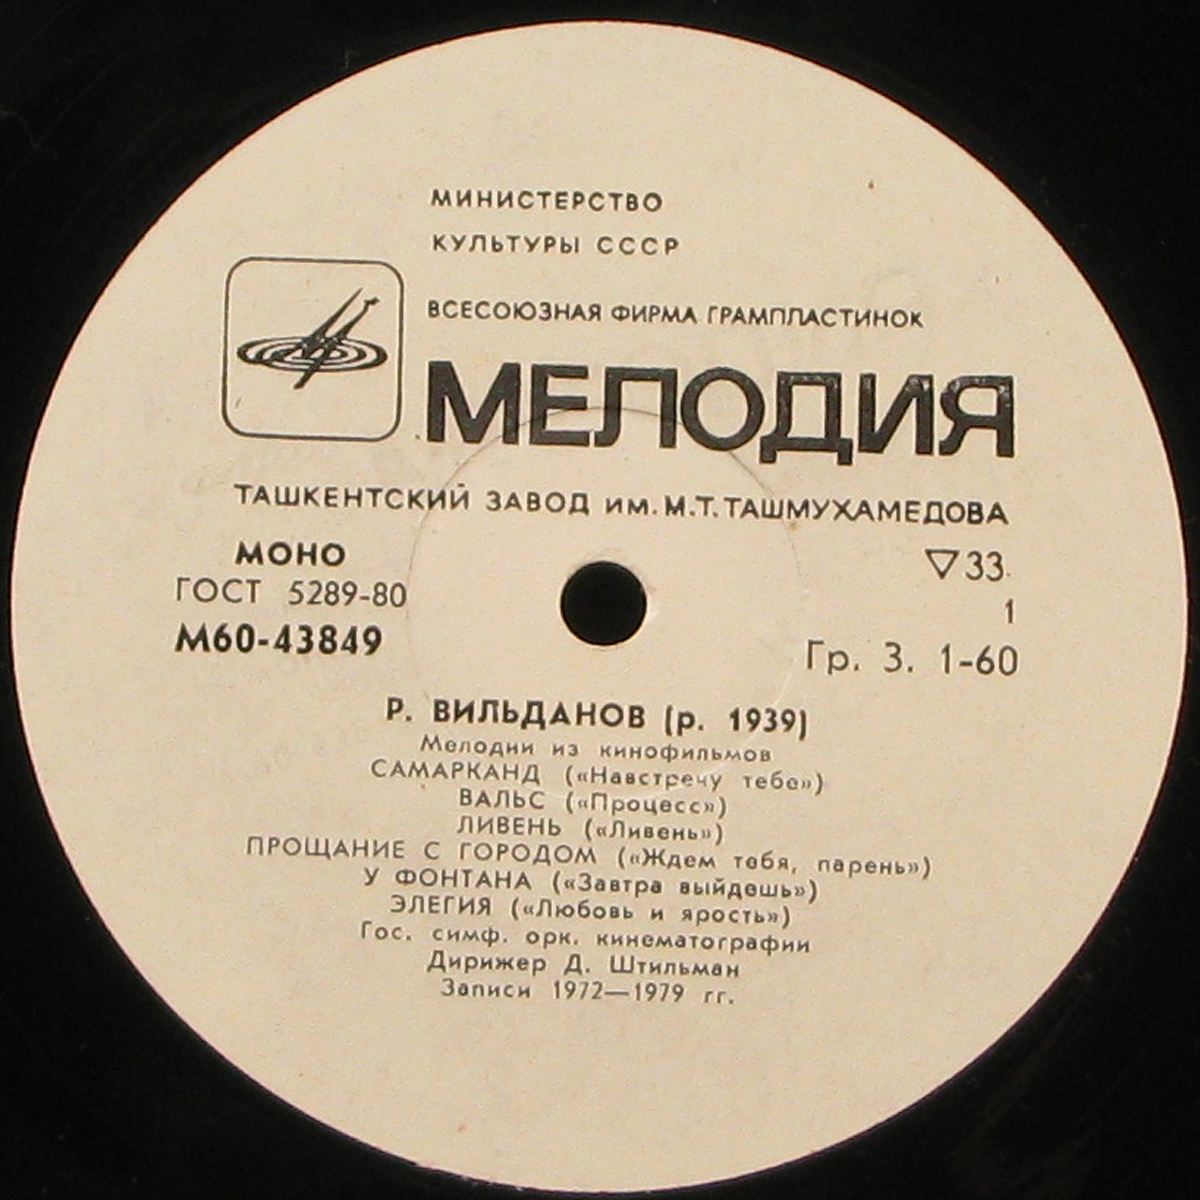 МИНИСТЕРСТВО
КУЛЬТУРЫ СССР
ВСЕСОЮЗНАЯ ФИРМА ГРАМПЛАСТИНОК
МЕЛОДИЯ
ТАШКЕНТСКИЙ ЗАВОД им. М.Т. ТАШМУХАМЕДОВА
МОНО
ГОСТ 5289-80
М60-43849
▽33
1
Гр. 3. 1-60
Р. ВИЛЬДАНОВ (р. 1939)
Мелодии из кинофильмов
САМАРКАНД («Навстречу тебе»)
ВАЛЬС («Процесс»)
ЛИВЕНЬ («Ливень»)
ПРОЩАНИЕ С ГОРОДОМ («Ждем тебя, парень»)
У ФОНТАНА («Завтра выйдешь»)
ЭЛЕГИЯ («Любовь и ярость»)
Гос. симф. орк. кинематографии
Дирижер Д. Штильман
Записи 1972—1979 гг.